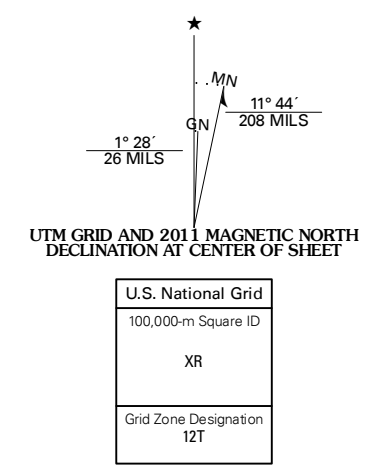 ★
MN
11° 44´
208 MILS
GN
1° 28´
26 MILS
UTM GRID AND 2011 MAGNETIC NORTH
DECLINATION AT CENTER OF SHEET
U.S. National Grid
100,000-m Square ID
XR
Grid Zone Designation
12T